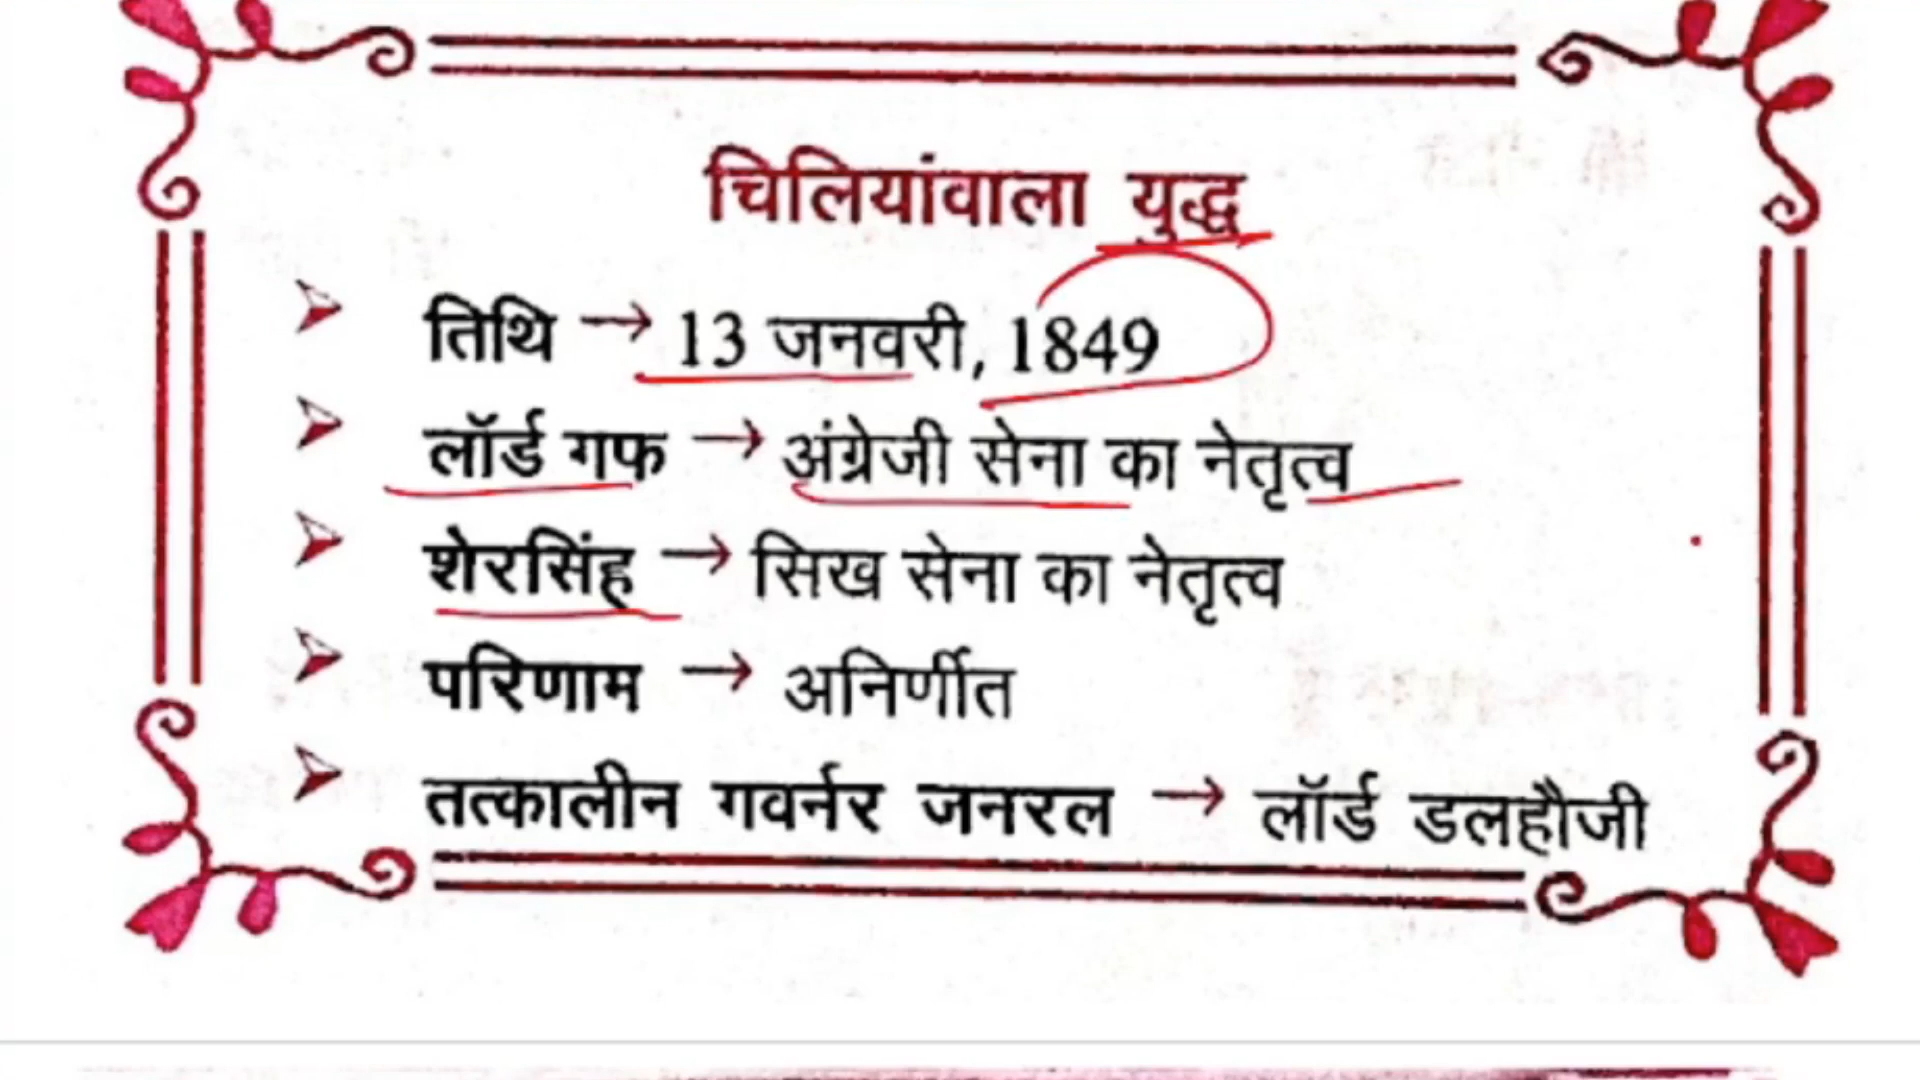 चिलियांवाला युद्ध
तिथि → 13 जनवरी, 1849
लॉर्ड गफ → अंग्रेजी सेना का नेतृत्व
शेरसिंह → सिख सेना का नेतृत्व
परिणाम → अनिर्णीत
तत्कालीन गवर्नर जनरल → लॉर्ड डलहौजी